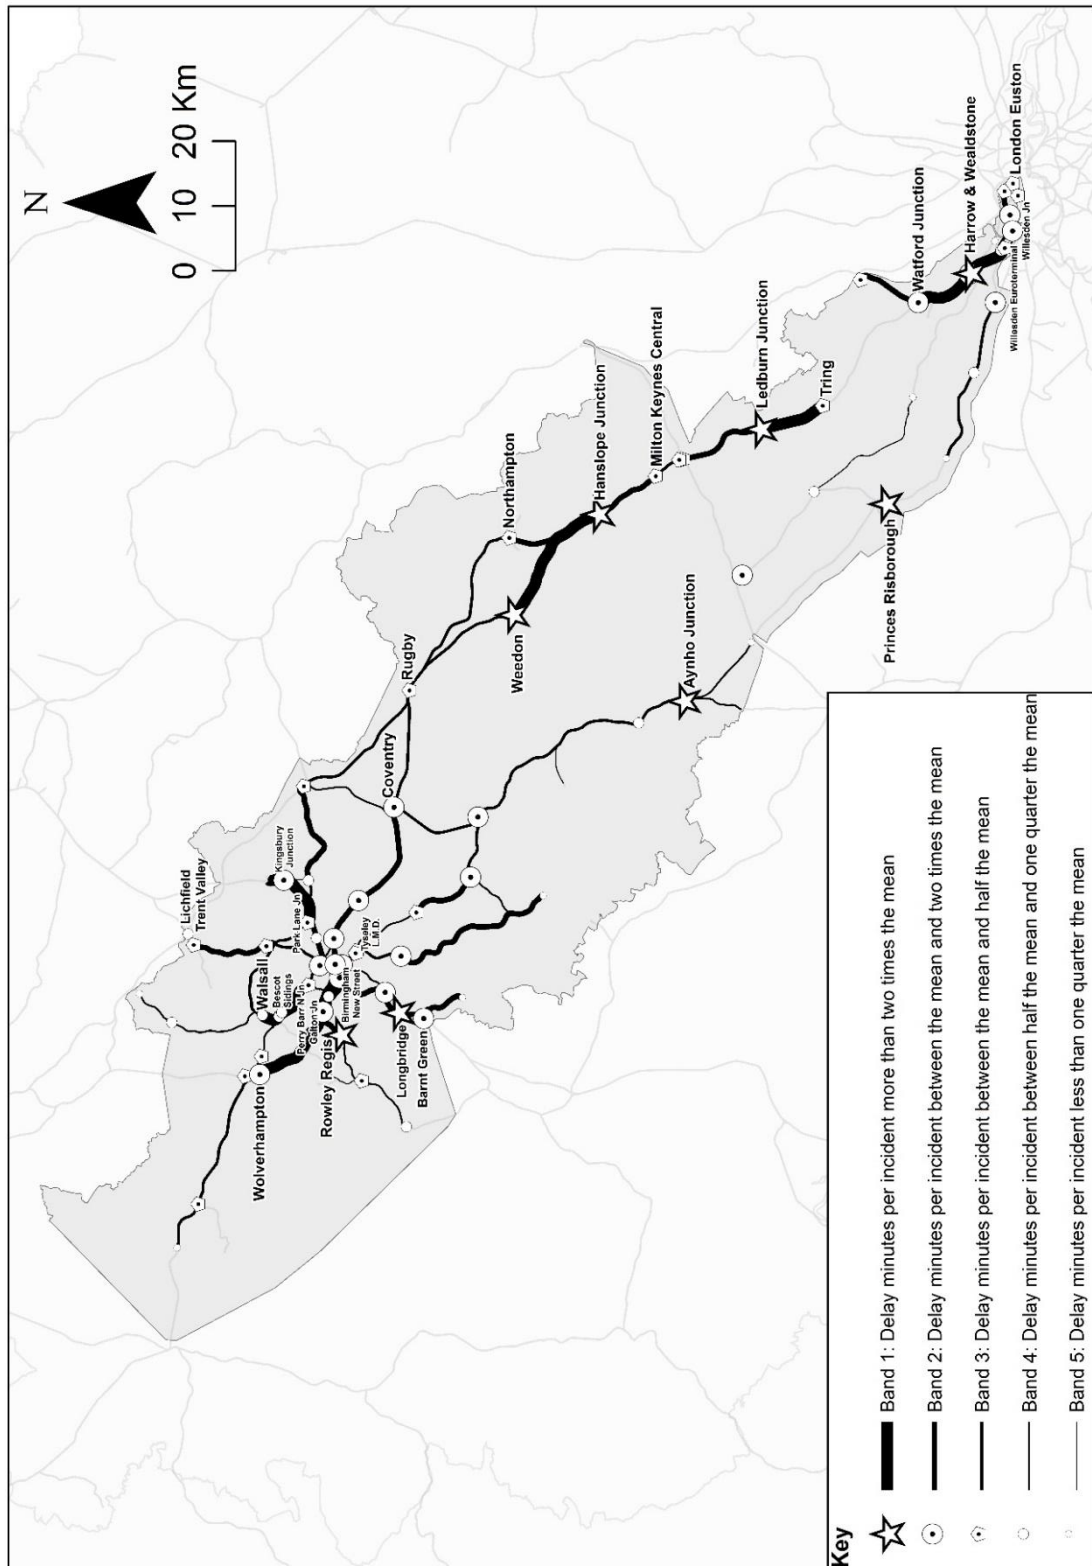 N
0 10 20 Km
Lichfield
Trent Valley
Kingsbury
Junction
Park Lane Jn
Walsall
Bescot
Sidings
Perry Barr N Jn
Galton Jn
Wolverhampton
Rowley Regis
Birmingham
New Street
Tyseley
L.M.D.
Longbridge
Barnt Green
Coventry
Rugby
Northampton
Weedon
Hanslope Junction
Milton Keynes Central
Ledburn Junction
Tring
Aynho Junction
Princes Risborough
Watford Junction
Harrow & Wealdstone
London Euston
Willesden Euroterminal
Willesden Jn
Key
Band 1: Delay minutes per incident more than two times the mean
Band 2: Delay minutes per incident between the mean and two times the mean
Band 3: Delay minutes per incident between the mean and half the mean
Band 4: Delay minutes per incident between half the mean and one quarter the mean
Band 5: Delay minutes per incident less than one quarter the mean